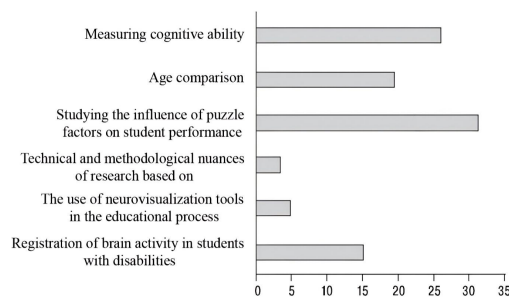 Measuring cognitive ability
Age comparison
Studying the influence of puzzle
factors on student performance
Technical and methodological nuances
of research based on
The use of neurovisualization tools
in the educational process
Registration of brain activity in students
with disabilities
0 5 10 15 20 25 30 35